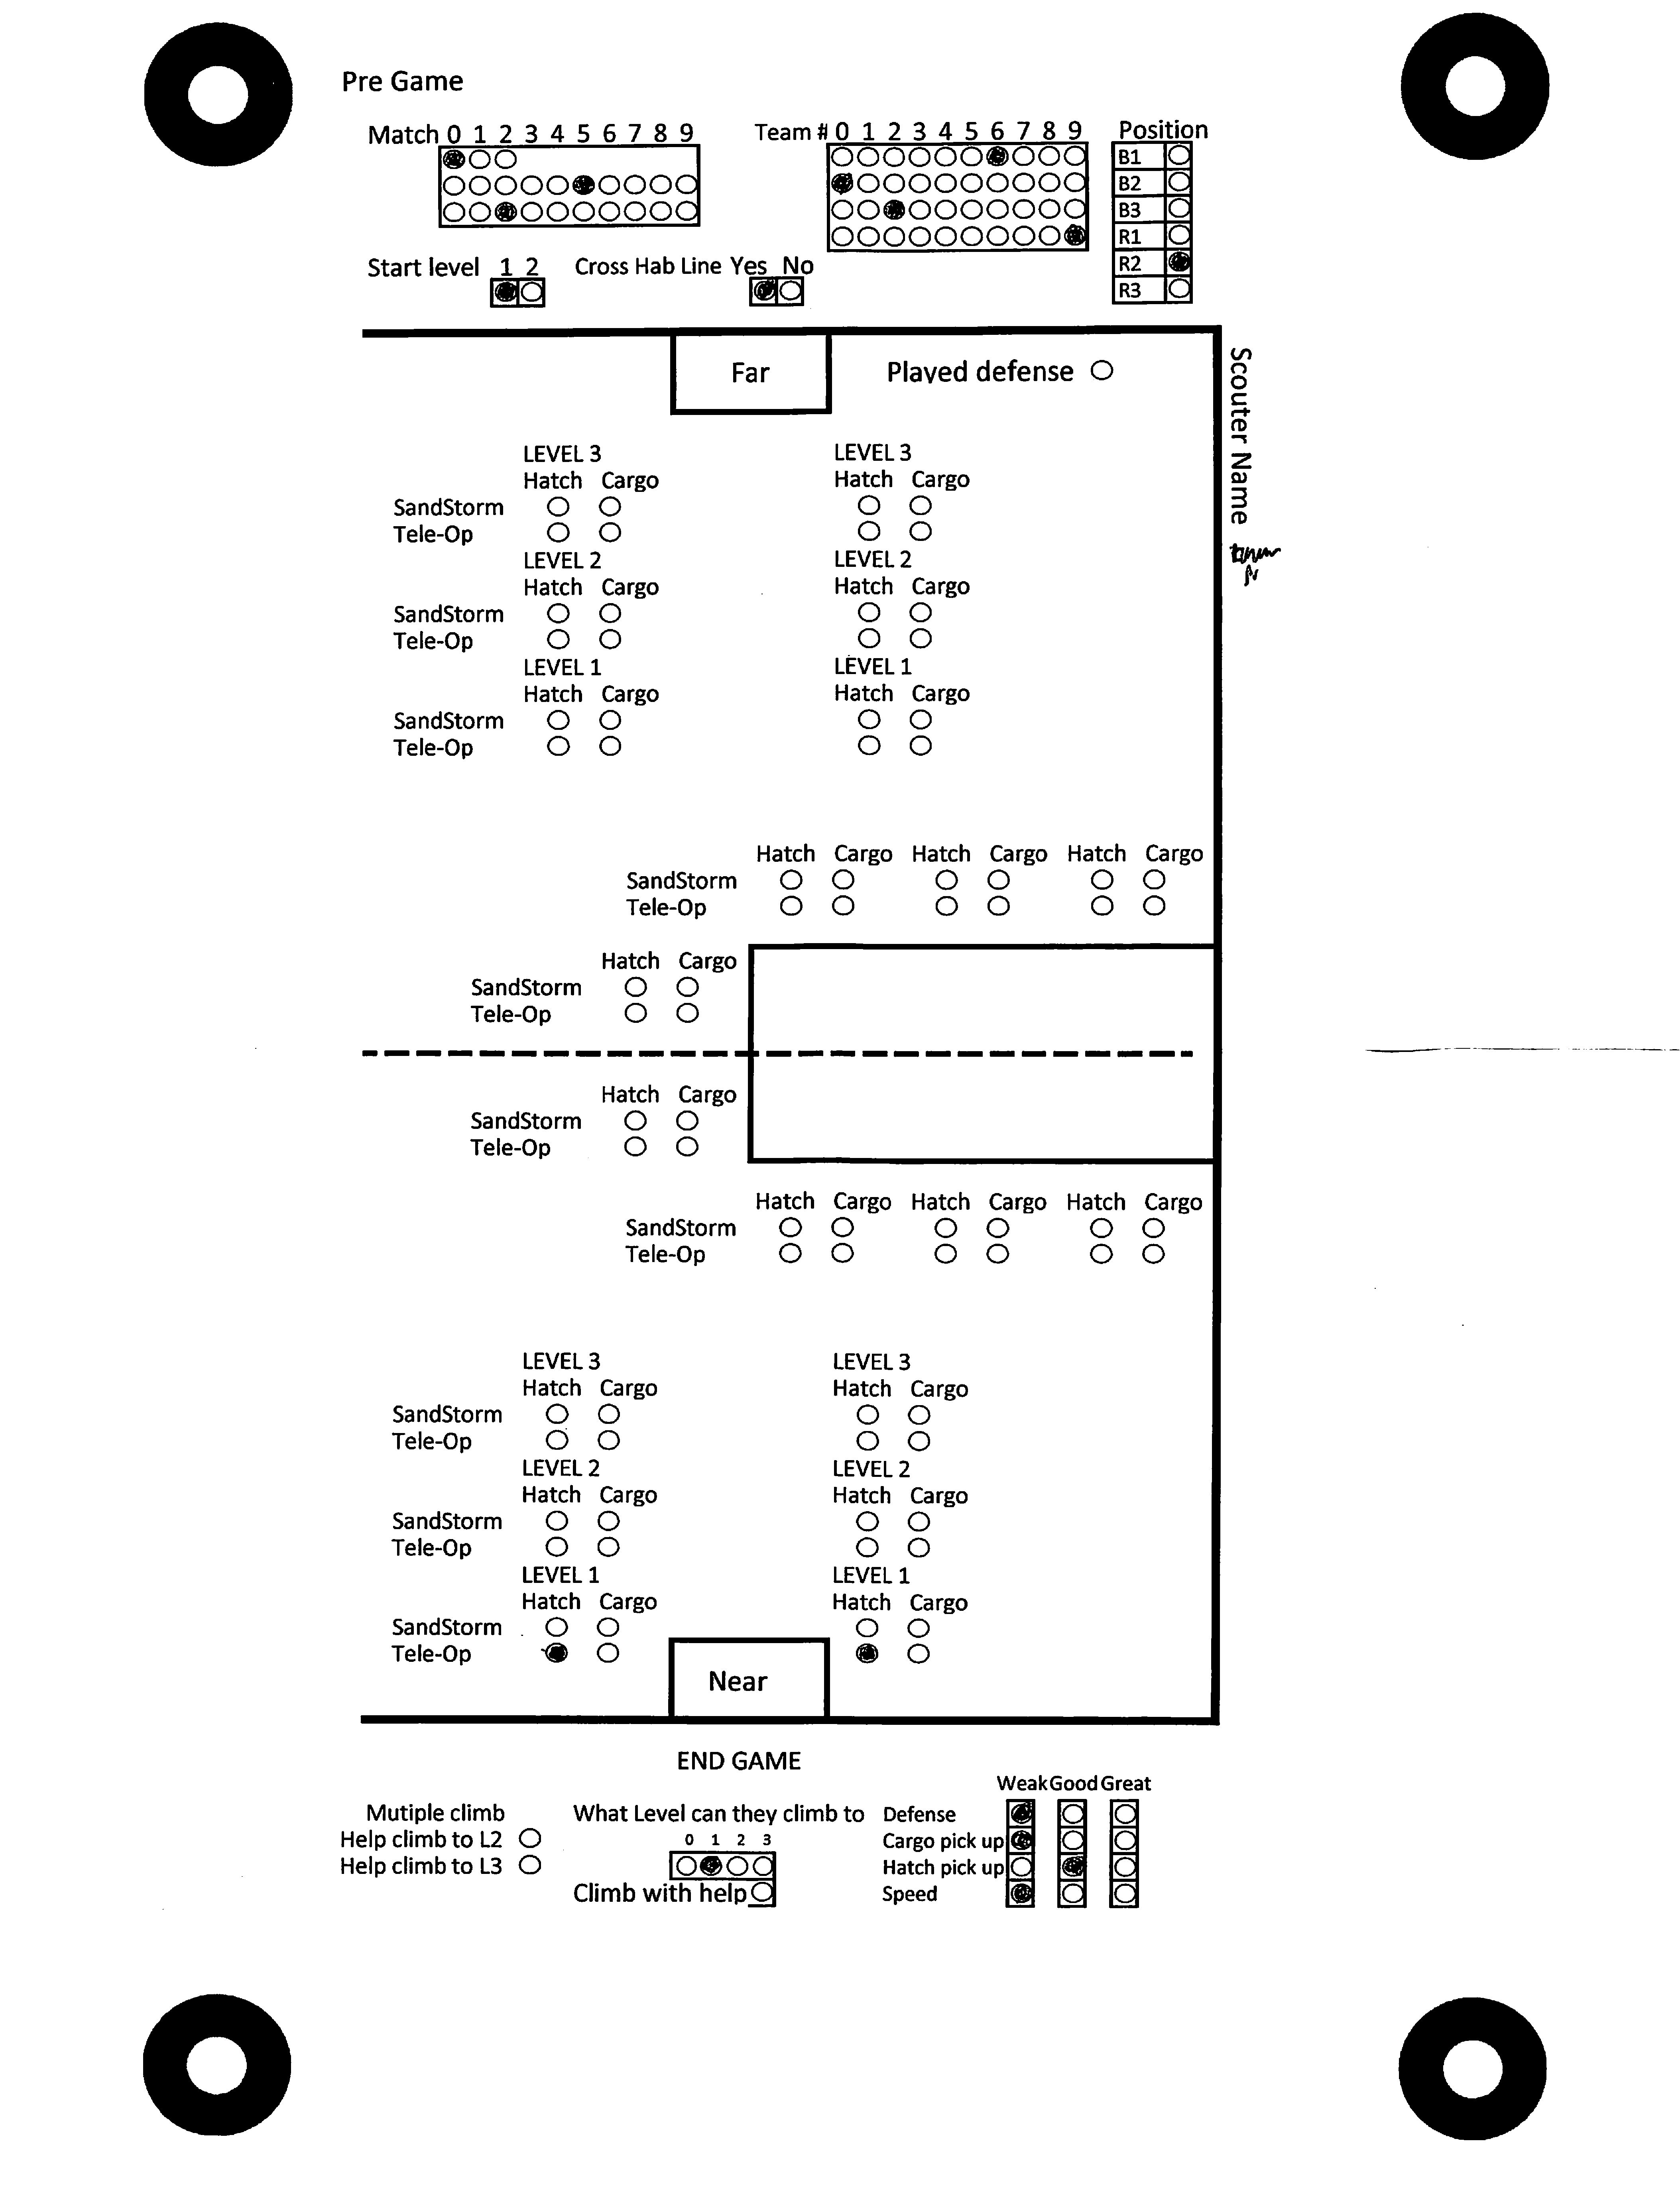 Pre Game
Match 0 1 2 3 4 5 6 7 8 9
Team # 0 1 2 3 4 5 6 7 8 9
Position
B1
B2
B3
R1
R2
R3
Start level 1 2
Cross Hab Line Yes No
Far
Played defense
Scouter Name
LEVEL 3 LEVEL 3
Hatch Cargo Hatch Cargo
SandStorm
Tele-Op
LEVEL 2 LEVEL 2
Hatch Cargo Hatch Cargo
SandStorm
Tele-Op
LEVEL 1 LEVEL 1
Hatch Cargo Hatch Cargo
SandStorm
Tele-Op
Hatch Cargo Hatch Cargo Hatch Cargo
SandStorm
Tele-Op
Hatch Cargo
SandStorm
Tele-Op
Hatch Cargo
SandStorm
Tele-Op
Hatch Cargo Hatch Cargo Hatch Cargo
SandStorm
Tele-Op
LEVEL 3 LEVEL 3
Hatch Cargo Hatch Cargo
SandStorm
Tele-Op
LEVEL 2 LEVEL 2
Hatch Cargo Hatch Cargo
SandStorm
Tele-Op
LEVEL 1 LEVEL 1
Hatch Cargo Hatch Cargo
SandStorm
Tele-Op
Near
END GAME
Mutiple climb
Help climb to L2
Help climb to L3
What Level can they climb to
0 1 2 3
Climb with help
Weak Good Great
Defense
Cargo pick up
Hatch pick up
Speed